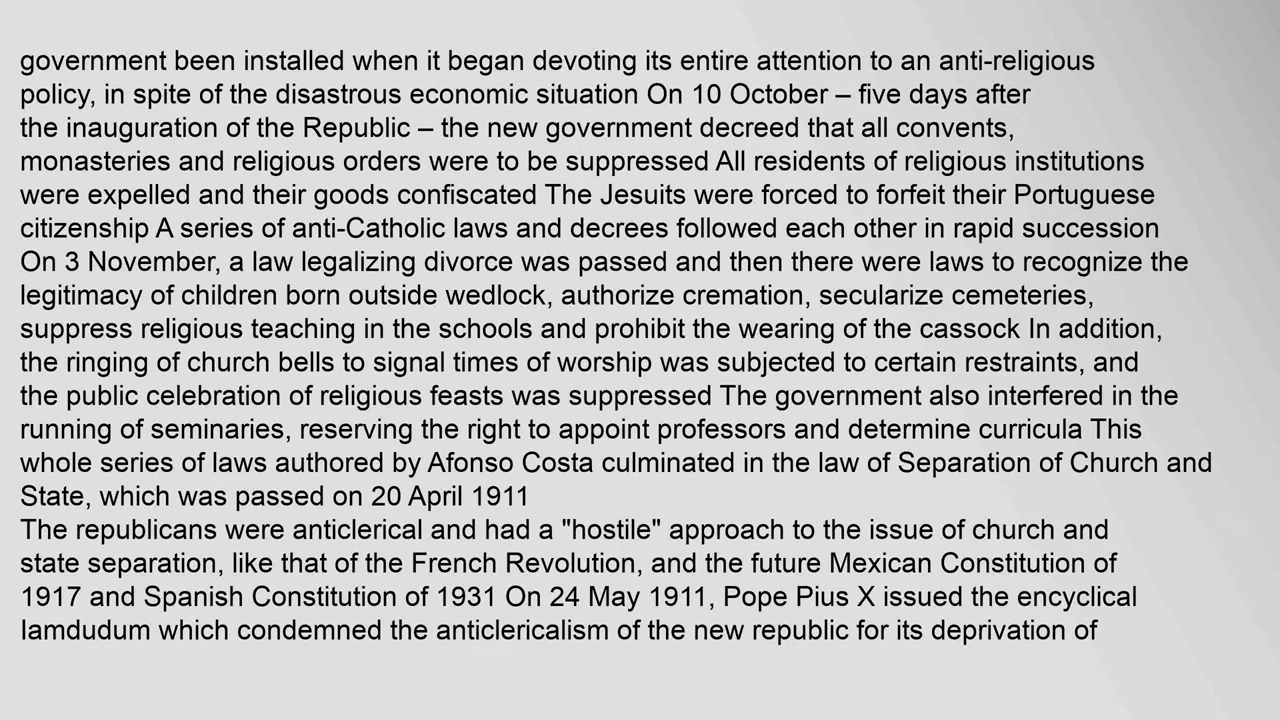 government been installed when it began devoting its entire attention to an anti-religious
policy, in spite of the disastrous economic situation On 10 October – five days after
the inauguration of the Republic – the new government decreed that all convents,
monasteries and religious orders were to be suppressed All residents of religious institutions
were expelled and their goods confiscated The Jesuits were forced to forfeit their Portuguese
citizenship A series of anti-Catholic laws and decrees followed each other in rapid succession
On 3 November, a law legalizing divorce was passed and then there were laws to recognize the
legitimacy of children born outside wedlock, authorize cremation, secularize cemeteries,
suppress religious teaching in the schools and prohibit the wearing of the cassock In addition,
the ringing of church bells to signal times of worship was subjected to certain restraints, and
the public celebration of religious feasts was suppressed The government also interfered in the
running of seminaries, reserving the right to appoint professors and determine curricula This
whole series of laws authored by Afonso Costa culminated in the law of Separation of Church and
State, which was passed on 20 April 1911
The republicans were anticlerical and had a "hostile" approach to the issue of church and
state separation, like that of the French Revolution, and the future Mexican Constitution of
1917 and Spanish Constitution of 1931 On 24 May 1911, Pope Pius X issued the encyclical
Iamdudum which condemned the anticlericalism of the new republic for its deprivation of